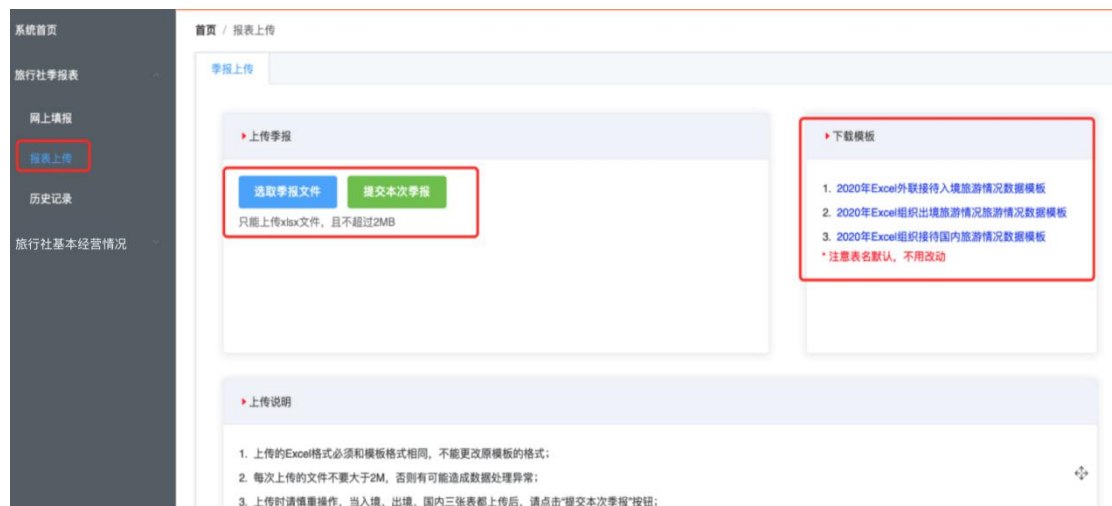 系统首页
旅行社季报表
网上填报
报表上传
历史记录
旅行社基本经营情况
首页 / 报表上传
季报上传
上传季报
选取季报文件
提交本次季报
只能上传xlsx文件，且不超过2MB
下载模板
1. 2020年Excel外联接待入境旅游情况数据模板
2. 2020年Excel组织出境旅游情况旅游情况数据模板
3. 2020年Excel组织接待国内旅游情况数据模板
* 注意表名默认，不用改动
上传说明
1. 上传的Excel格式必须和模板格式相同，不能更改原模板的格式；
2. 每次上传的文件不要大于2M，否则有可能造成数据处理异常；
3. 上传时请慎重操作，当入境、出境、国内三张表都上传后，请点击“提交本次季报”按钮；